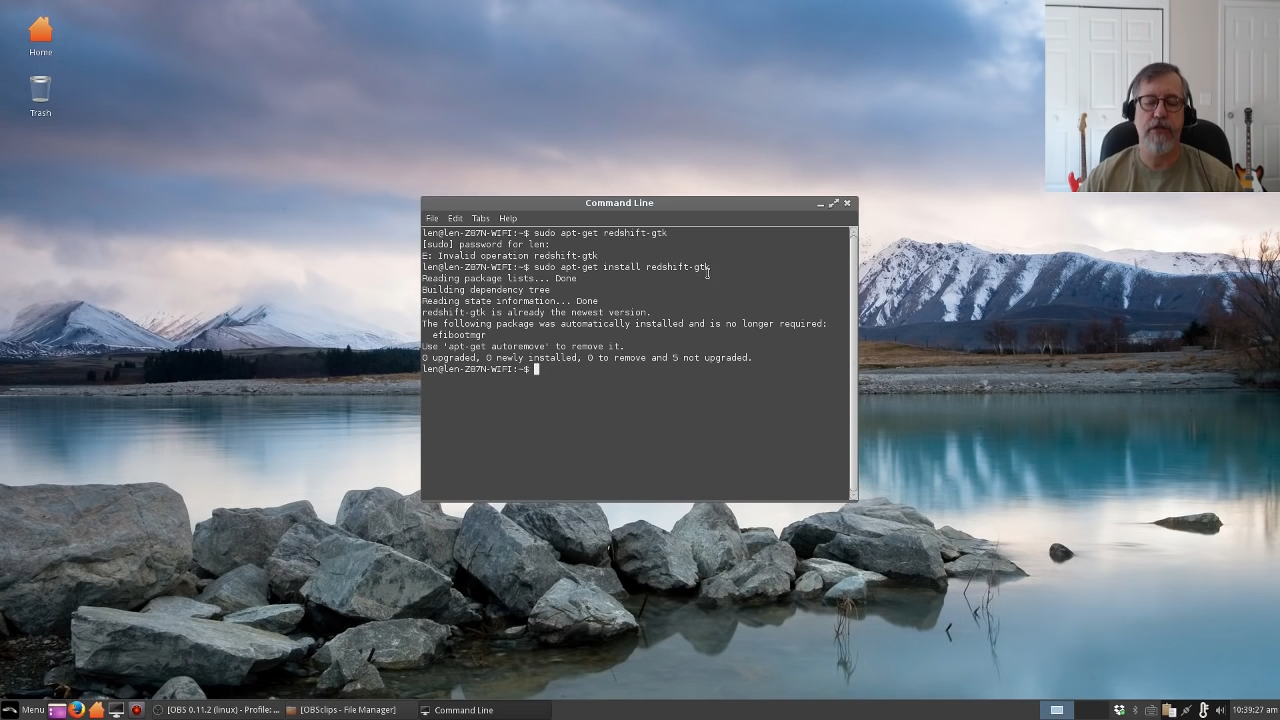 Home
Trash
Command Line
File Edit Tabs Help
len@len-Z87N-WIFI:~$ sudo apt-get redshift-gtk
[sudo] password for len:
E: Invalid operation redshift-gtk
len@len-Z87N-WIFI:~$ sudo apt-get install redshift-gtk
Reading package lists... Done
Building dependency tree
Reading state information... Done
redshift-gtk is already the newest version.
The following package was automatically installed and is no longer required:
efibootmgr
Use 'apt-get autoremove' to remove it.
0 upgraded, 0 newly installed, 0 to remove and 5 not upgraded.
len@len-Z87N-WIFI:~$
Menu [OBS 0.11.2 (linux) - Profile: ... [OBSclips - File Manager] Command Line 10:39:27 am